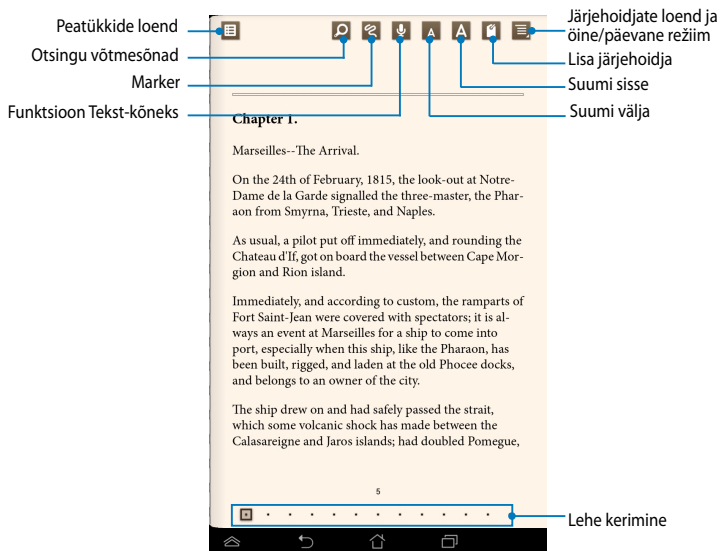 Peatükkide loend
Otsingu võtmesõnad
Marker
Funktsioon Tekst-kõneks
Järjehoidjate loend ja
öine/päevane režiim
Lisa järjehoidja
Suumi sisse
Suumi välja
A
A
Chapter 1.
Marseilles--The Arrival.
On the 24th of February, 1815, the look-out at Notre-
Dame de la Garde signalled the three-master, the Phar-
aon from Smyrna, Trieste, and Naples.
As usual, a pilot put off immediately, and rounding the
Chateau d'If, got on board the vessel between Cape Mor-
gion and Rion island.
Immediately, and according to custom, the ramparts of
Fort Saint-Jean were covered with spectators; it is al-
ways an event at Marseilles for a ship to come into
port, especially when this ship, like the Pharaon, has
been built, rigged, and laden at the old Phocee docks,
and belongs to an owner of the city.
The ship drew on and had safely passed the strait,
which some volcanic shock has made between the
Calasareigne and Jaros islands; had doubled Pomegue,
5
Lehe kerimine